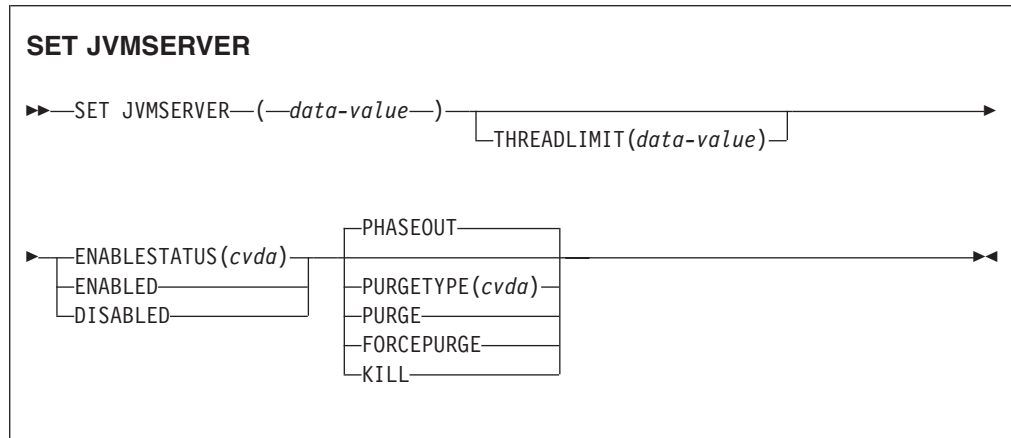 SET JVMSERVER
SET JVMSERVER ( data-value )
THREADLIMIT(data-value)
PHASEOUT
ENABLESTATUS(cvda)
PURGETYPE(cvda)
ENABLED
PURGE
DISABLED
FORCEPURGE
KILL